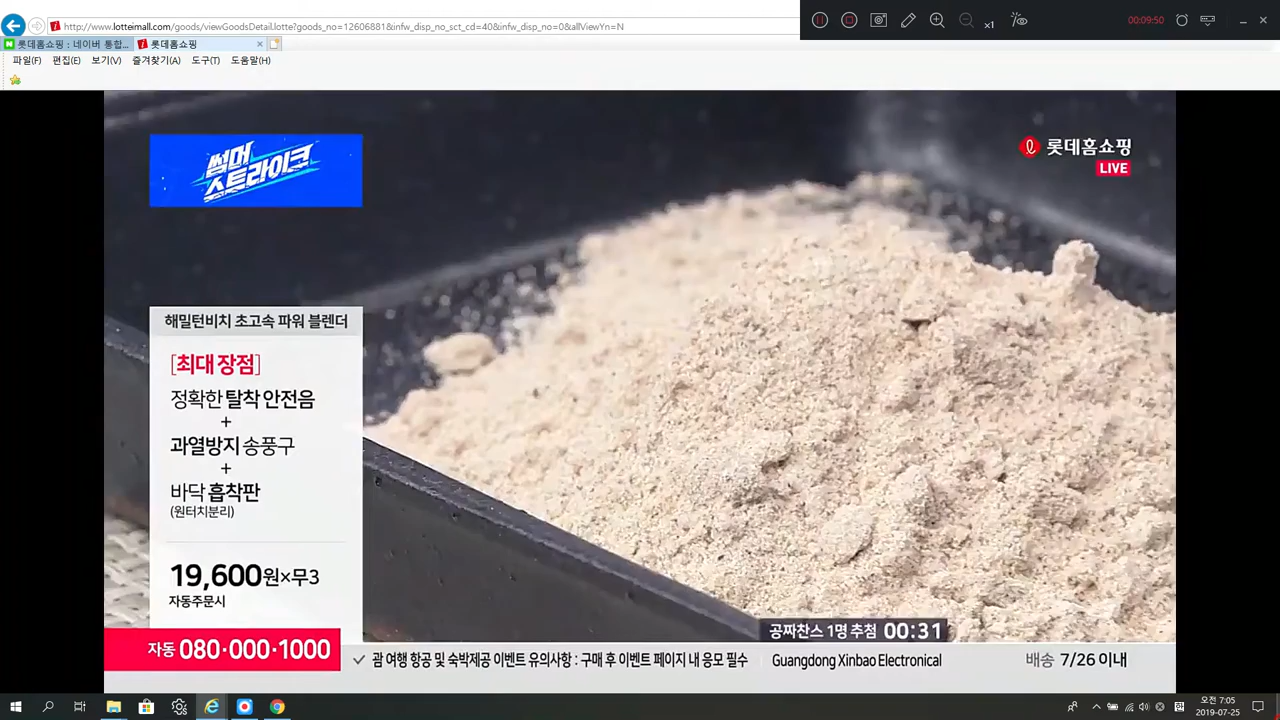 http://www.lotteimall.com/goods/viewGoodsDetail.lotte?goods_no=12606881&infw_disp_no_sct_cd=40&infw_disp_no=0&allViewYn=N
x1
00:09:50
롯데홈쇼핑 : 네이버 통합...
롯데홈쇼핑
파일(F) 편집(E) 보기(V) 즐겨찾기(A) 도구(T) 도움말(H)
썸머
스트라이크
롯데홈쇼핑
LIVE
해밀턴비치 초고속 파워 블렌더
[최대 장점]
정확한 탈착 안전음
+
과열방지 송풍구
+
바닥 흡착판
(원터치분리)
19,600원×무3
자동주문시
공짜찬스 1명 추첨 00:31
자동 080·000·1000
괌 여행 항공 및 숙박제공 이벤트 유의사항 : 구매 후 이벤트 페이지 내 응모 필수
Guangdong Xinbao Electronical
배송 7/26 이내
오전 7:05
2019-07-25